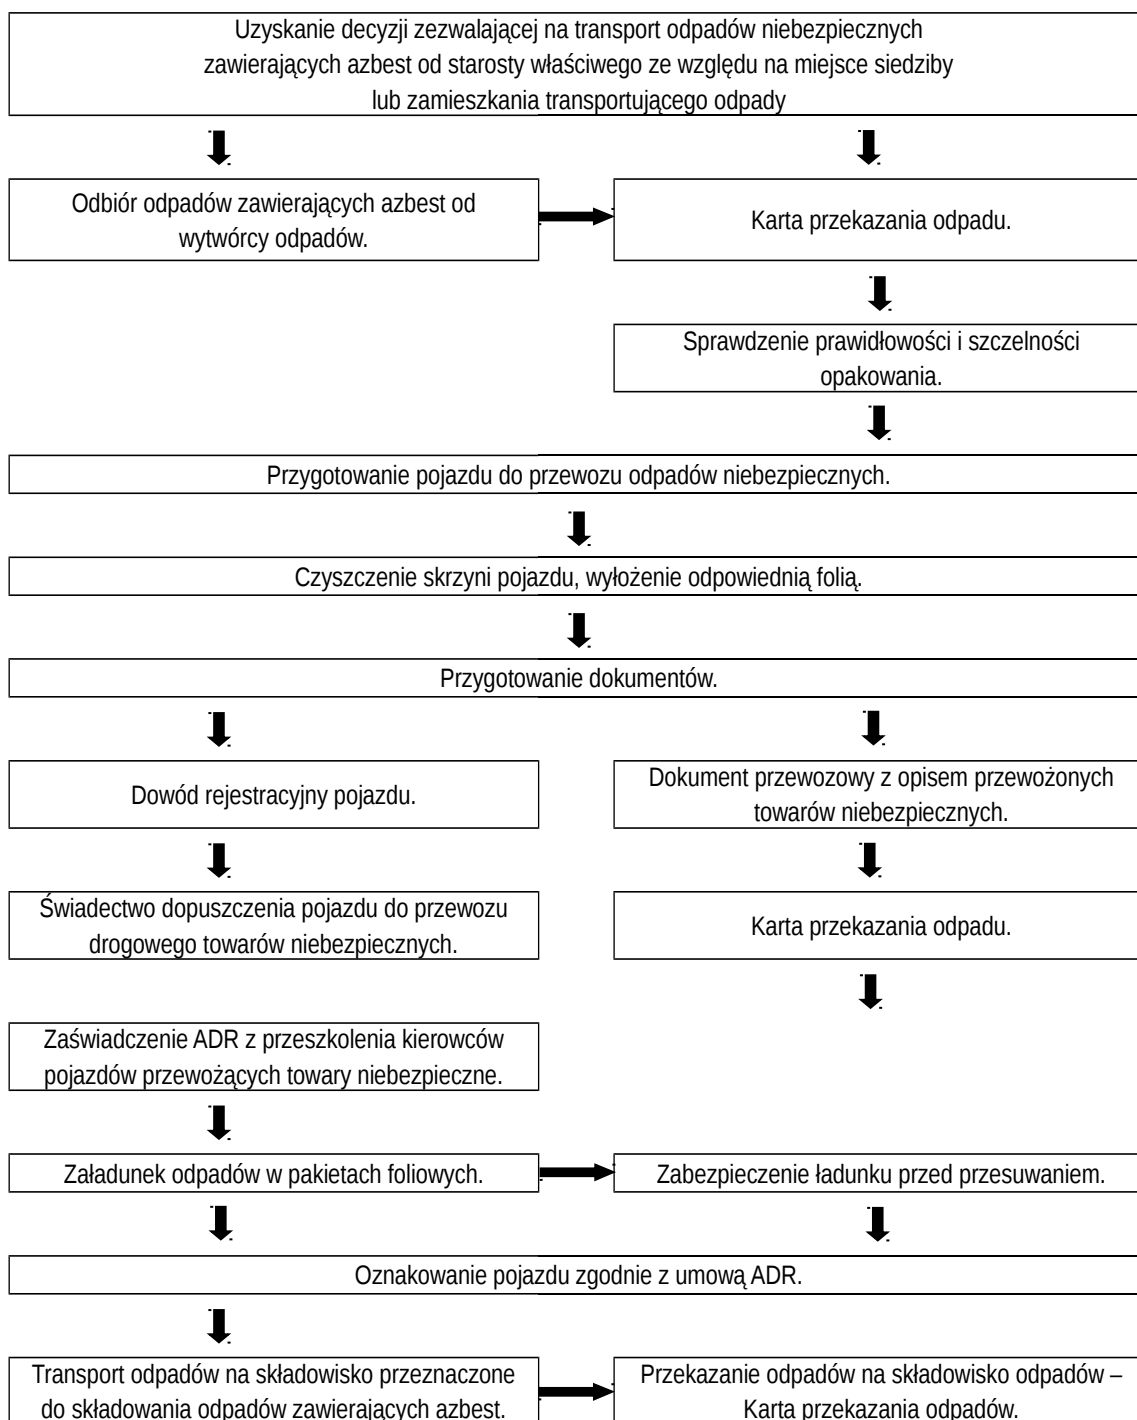 Uzyskanie decyzji zezwalającej na transport odpadów niebezpiecznych
zawierających azbest od starosty właściwego ze względu na miejsce siedziby
lub zamieszkania transportującego odpady
Odbiór odpadów zawierających azbest od
wytwórcy odpadów.
Karta przekazania odpadu.
Sprawdzenie prawidłowości i szczelności
opakowania.
Przygotowanie pojazdu do przewozu odpadów niebezpiecznych.
Czyszczenie skrzyni pojazdu, wyłożenie odpowiednią folią.
Przygotowanie dokumentów.
Dowód rejestracyjny pojazdu.
Dokument przewozowy z opisem przewożonych
towarów niebezpiecznych.
Świadectwo dopuszczenia pojazdu do przewozu
drogowego towarów niebezpiecznych.
Karta przekazania odpadu.
Zaświadczenie ADR z przeszkolenia kierowców
pojazdów przewożących towary niebezpieczne.
Załadunek odpadów w pakietach foliowych.
Zabezpieczenie ładunku przed przesuwaniem.
Oznakowanie pojazdu zgodnie z umową ADR.
Transport odpadów na składowisko przeznaczone
do składowania odpadów zawierających azbest.
Przekazanie odpadów na składowisko odpadów –
Karta przekazania odpadów.